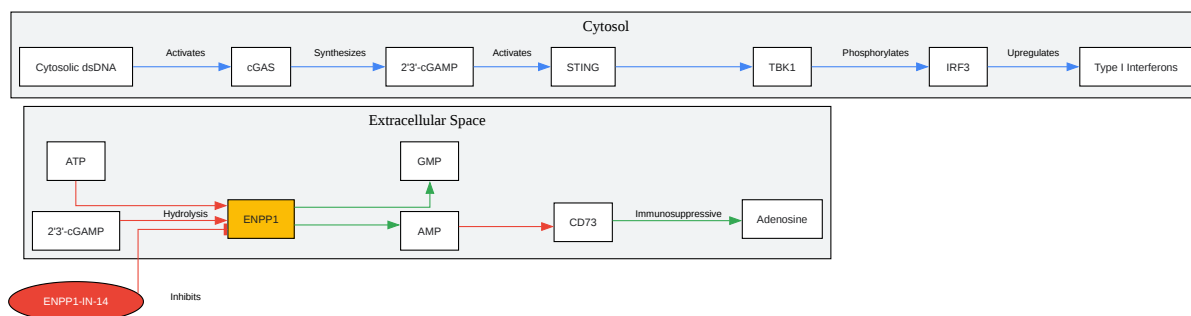 Cytosol
Activates
Synthesizes
Activates
Phosphorylates
Upregulates
Cytosolic dsDNA
cGAS
2'3'-cGAMP
STING
TBK1
IRF3
Type I Interferons
Extracellular Space
ATP
GMP
Hydrolysis
ENPP1
Immunosuppressive
2'3'-cGAMP
AMP
CD73
Adenosine
ENPP1-IN-14
Inhibits